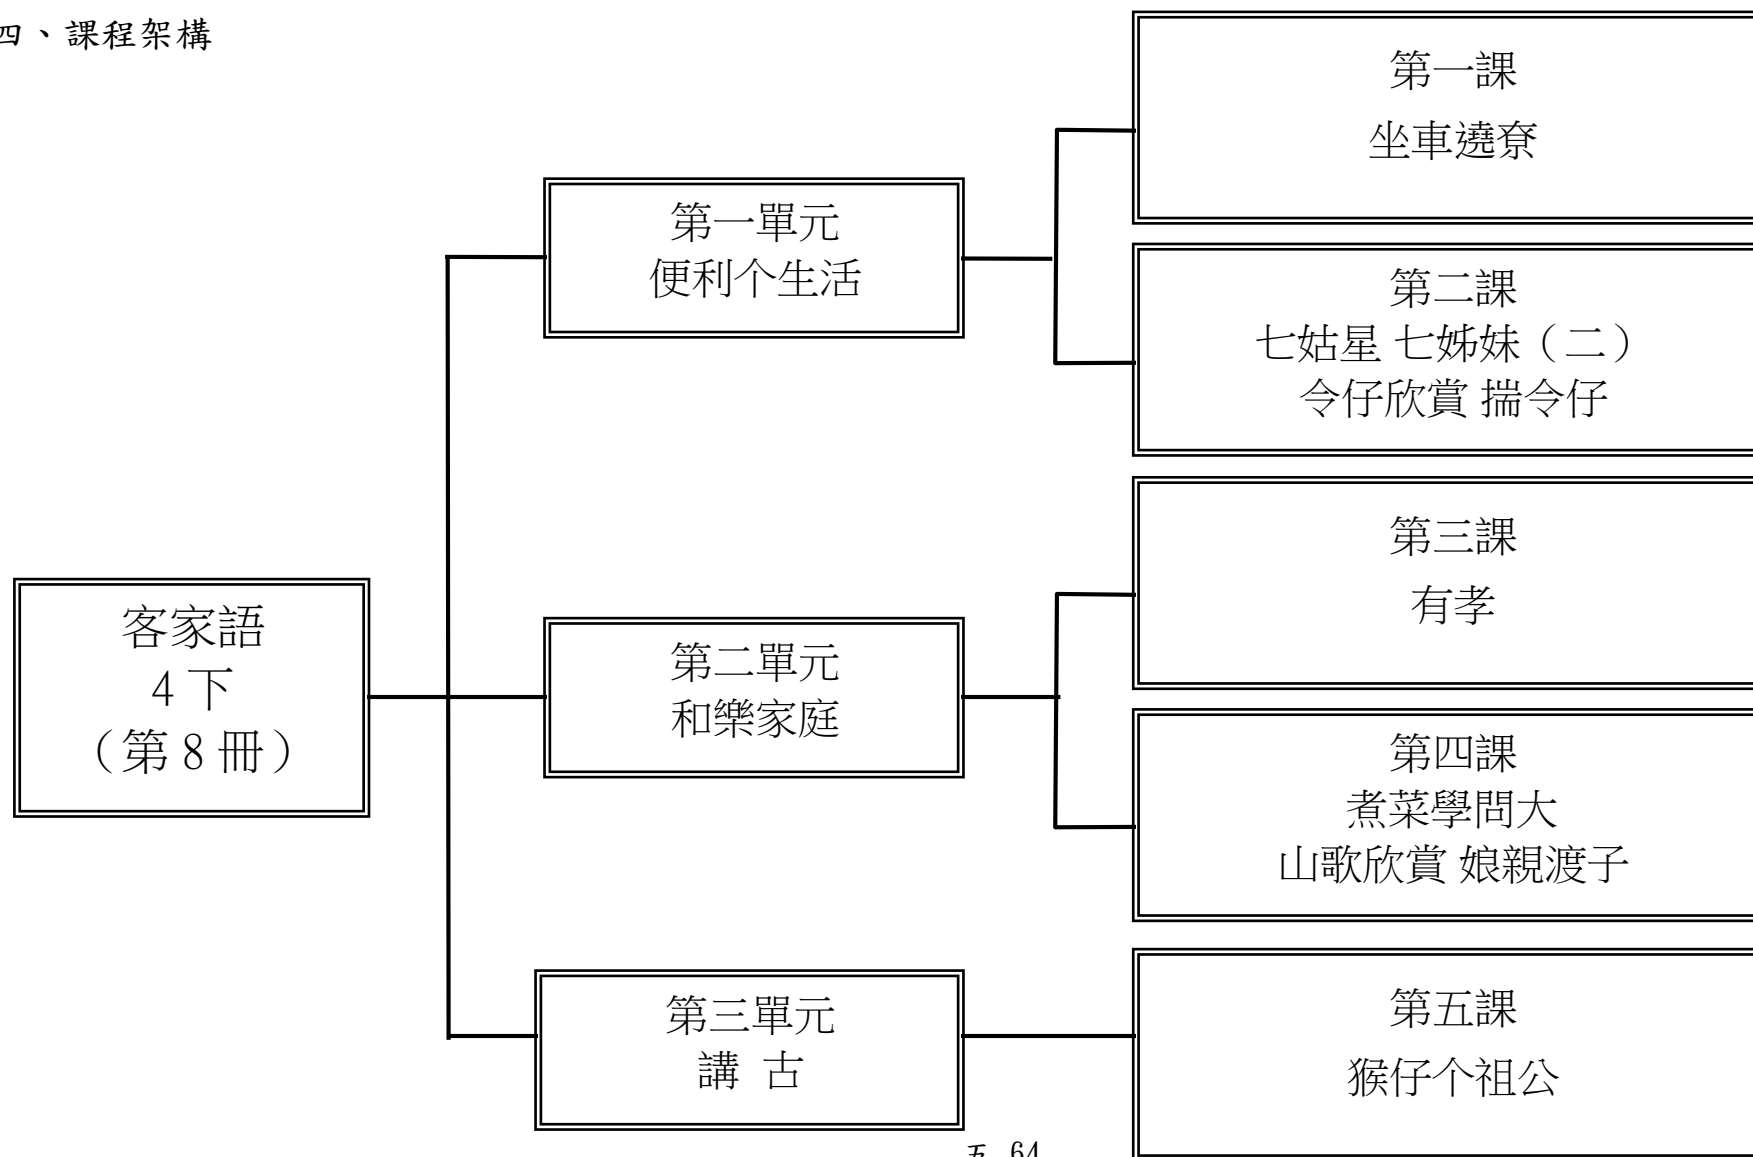 四、課程架構
客家語
4下
（第8冊）
第一單元
便利个生活
第一課
坐車遶尞
第二課
七姑星 七姊妹（二）
令仔欣賞 揣令仔
第二單元
和樂家庭
第三課
有孝
第四課
煮菜學問大
山歌欣賞 娘親渡子
第三單元
講 古
第五課
猴仔个祖公
五 64